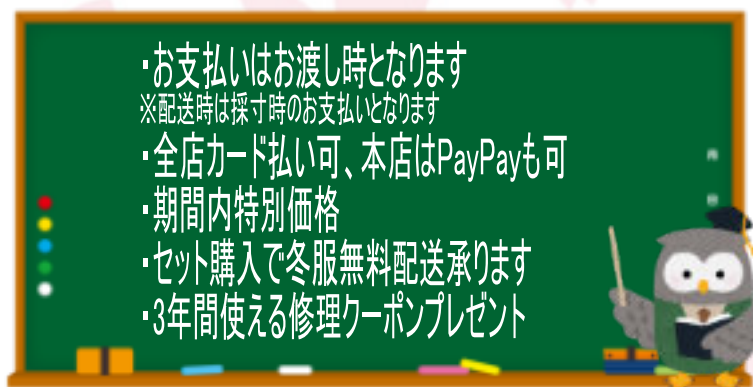 ・お支払いはお渡し時となります
※配送時は採寸時のお支払いとなります
・全店カード払い可、本店はPayPayも可
・期間内特別価格
・セット購入で冬服無料配送承ります
・3年間使える修理クーポンプレゼント